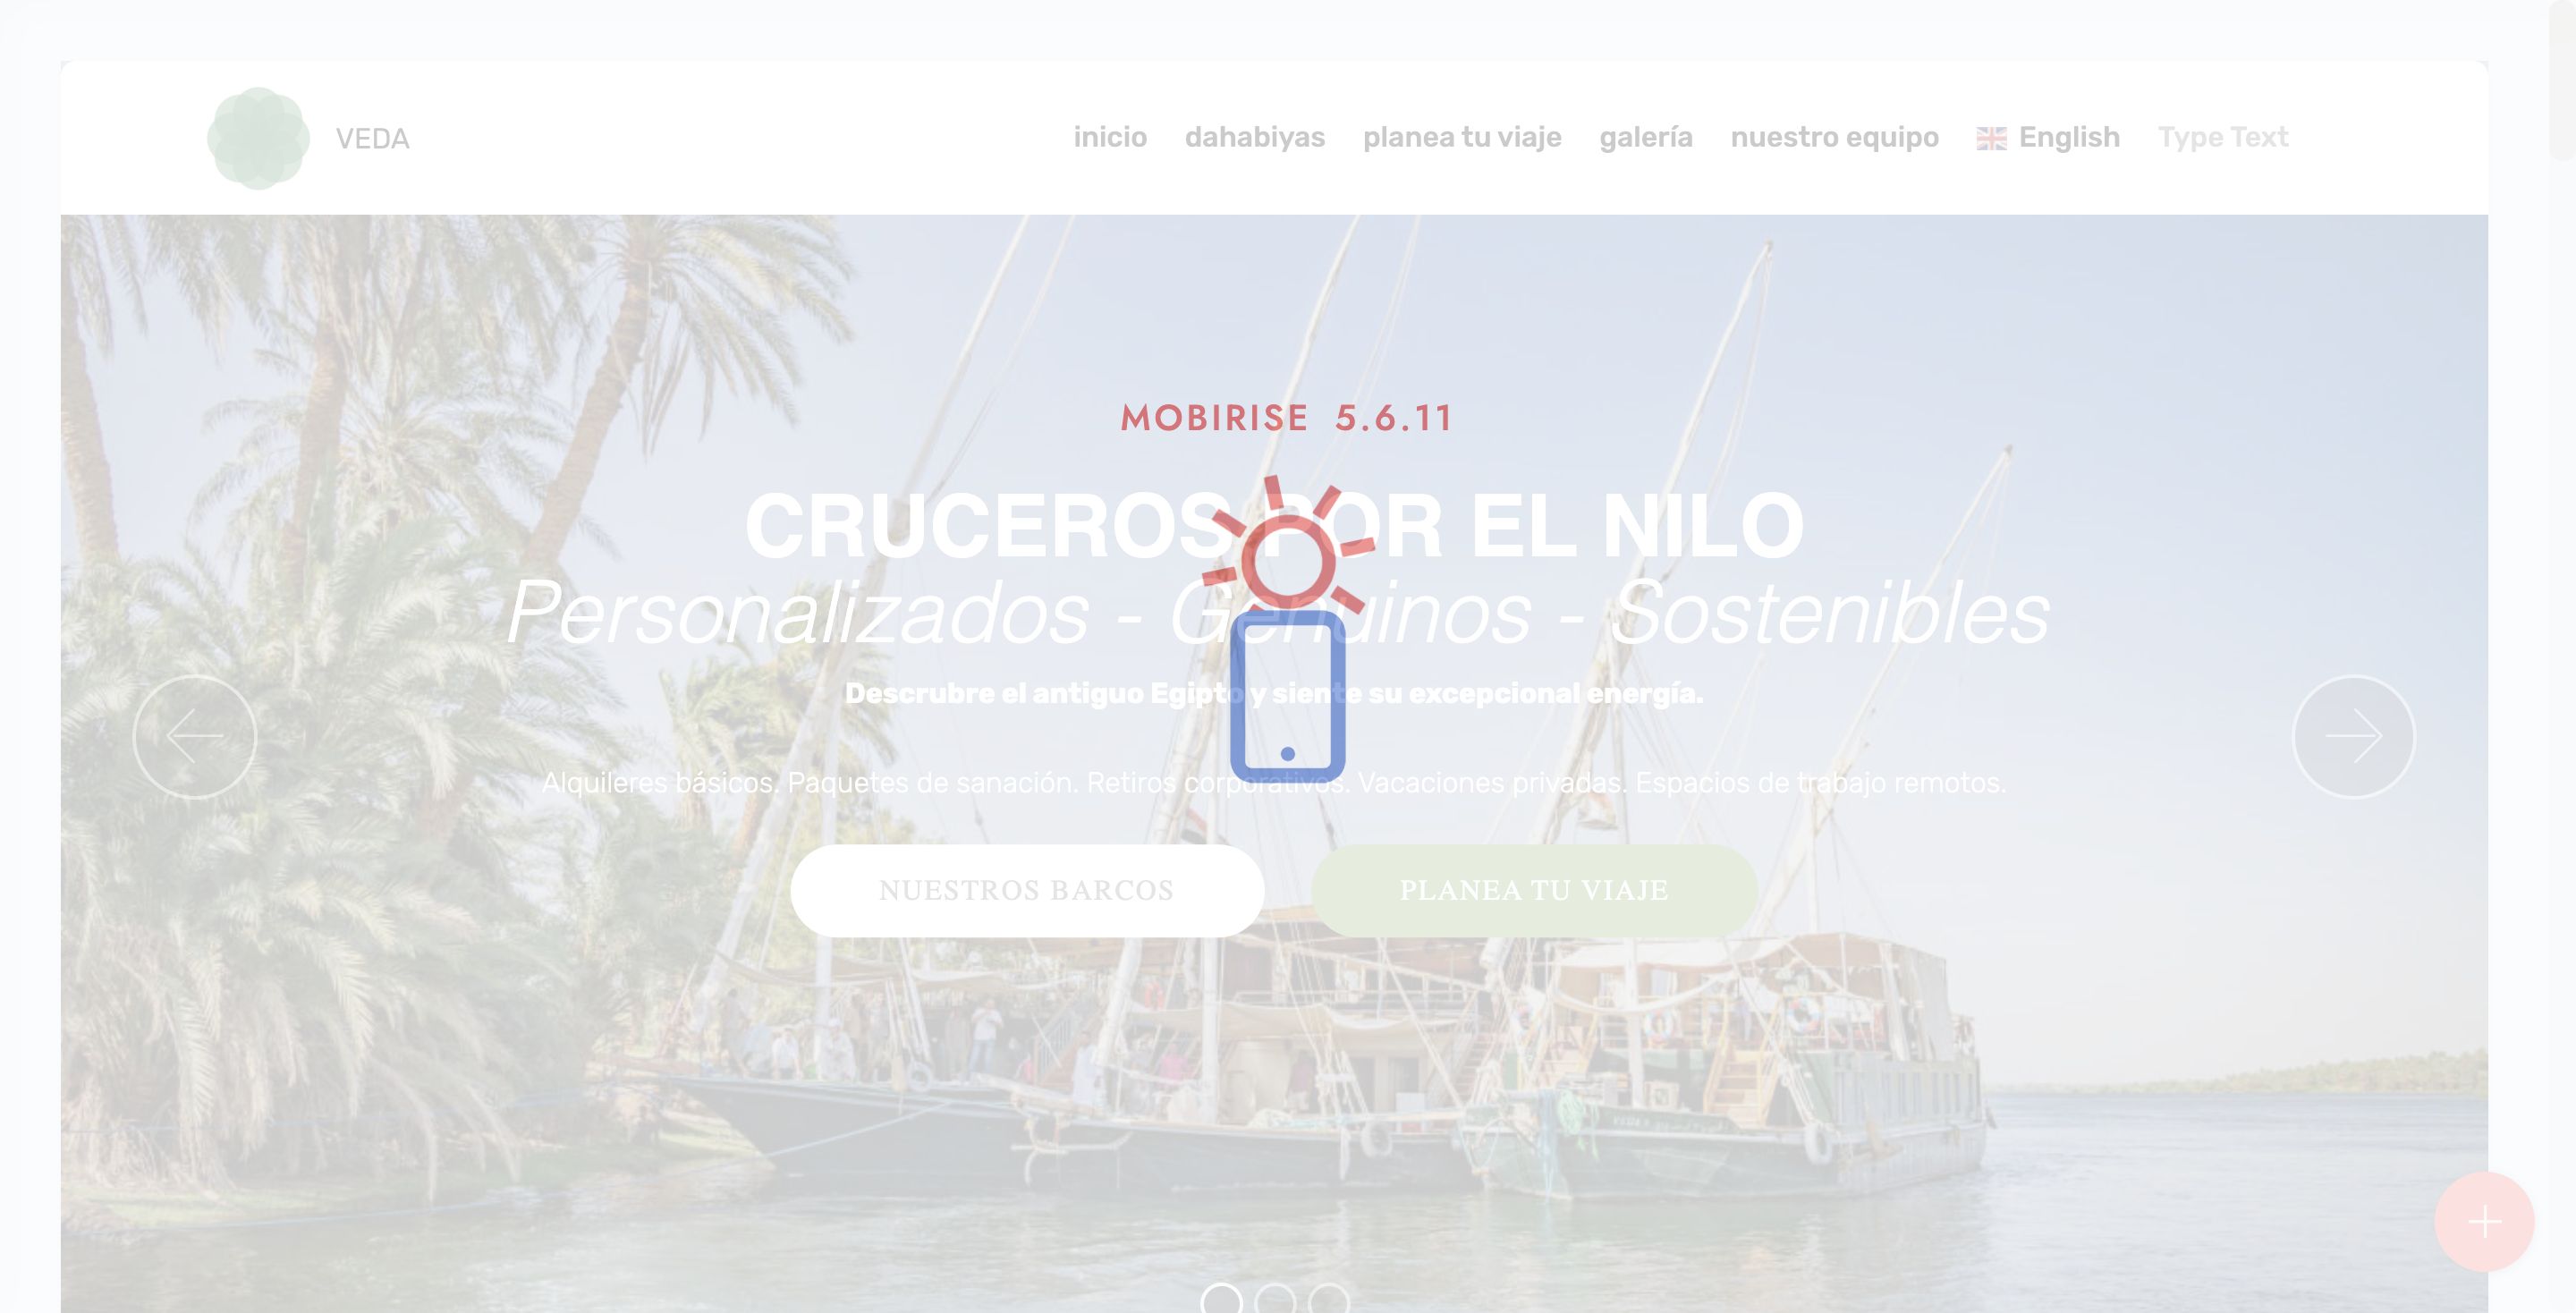 VEDA
inicio dahabiyas planea tu viaje galería nuestro equipo English Type Text
MOBIRISE 5.6.11
CRUCEROS POR EL NILO
Personalizados - Genuinos - Sostenibles
Descrubre el antiguo Egipto y siente su excepcional energía.
Alquileres básicos. Paquetes de sanación. Retiros corporativos. Vacaciones privadas. Espacios de trabajo remotos.
NUESTROS BARCOS PLANEA TU VIAJE